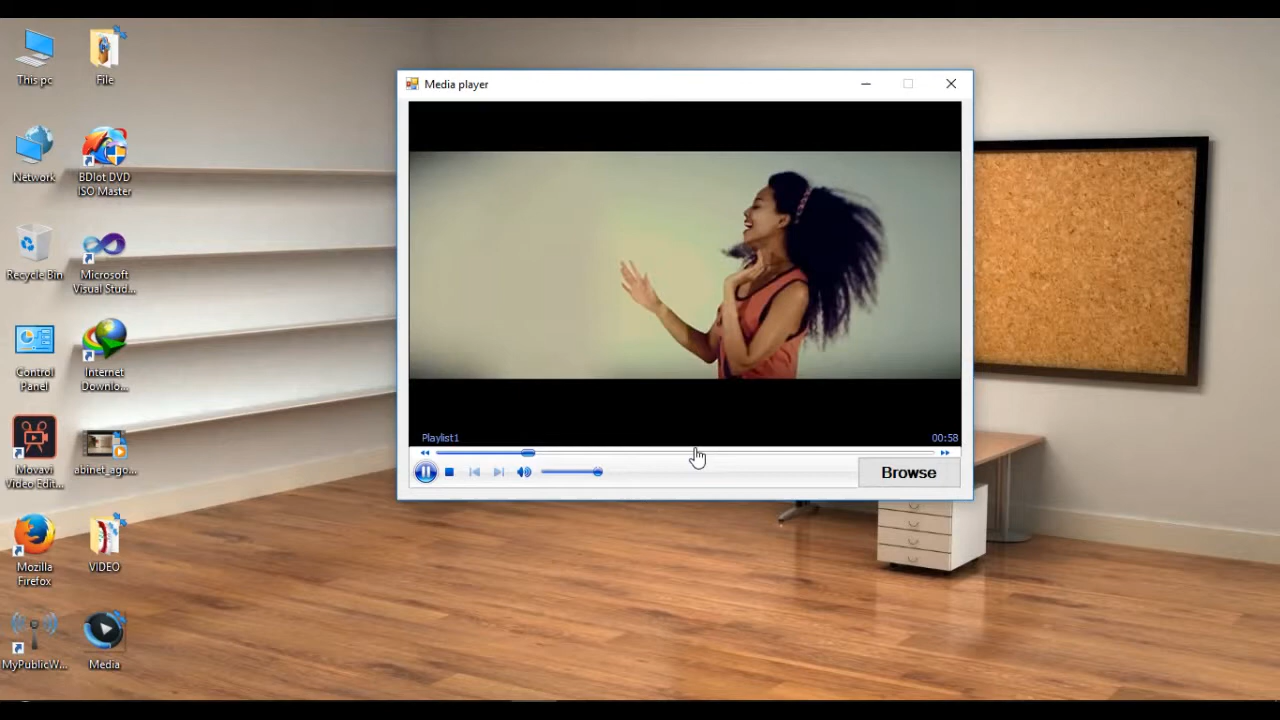 This pc
File
Network
BDlot DVD
ISO Master
Recycle Bin
Microsoft
Visual Stud...
Control
Panel
Internet
Downlo...
Movavi
Video Edit...
abinet_ago...
Mozilla
Firefox
VIDEO
MyPublicW...
Media
Media player
Playlist1
00:58
Browse